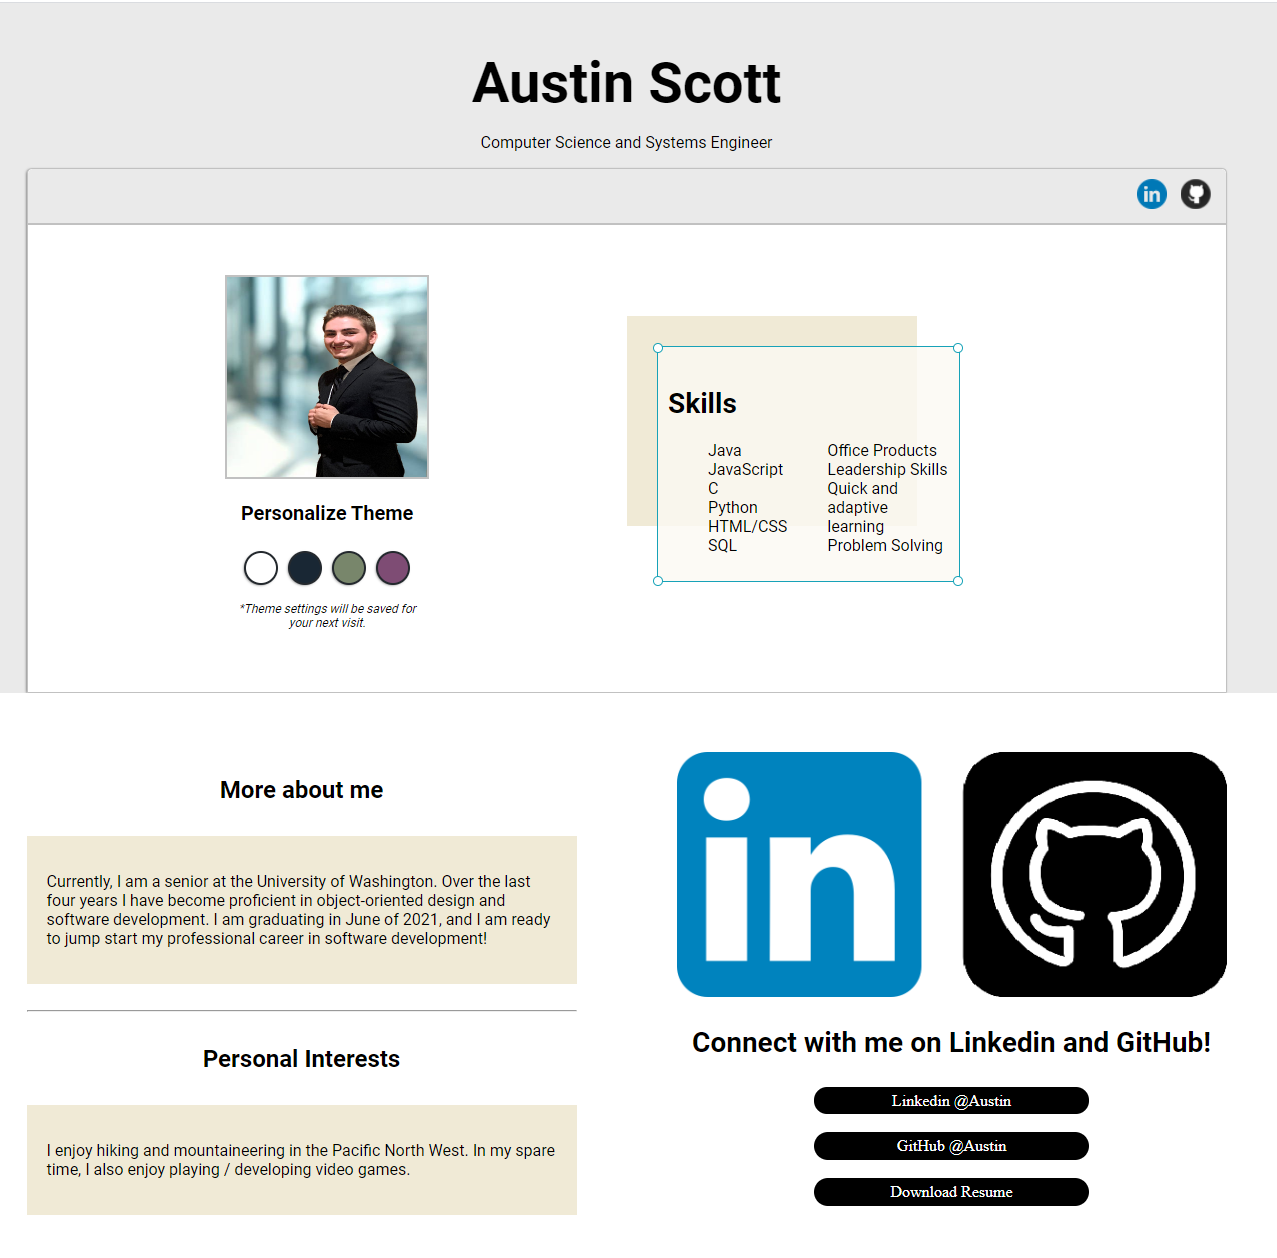 Austin Scott
Computer Science and Systems Engineer
in
Personalize Theme
*Theme settings will be saved for
your next visit.
Skills
Java
JavaScript
C
Python
HTML/CSS
SQL
Office Products
Leadership Skills
Quick and
adaptive
learning
Problem Solving
More about me
Currently, I am a senior at the University of Washington. Over the last
four years I have become proficient in object-oriented design and
software development. I am graduating in June of 2021, and I am ready
to jump start my professional career in software development!
Personal Interests
I enjoy hiking and mountaineering in the Pacific North West. In my spare
time, I also enjoy playing / developing video games.
in
Connect with me on Linkedin and GitHub!
Linkedin @Austin
GitHub @Austin
Download Resume